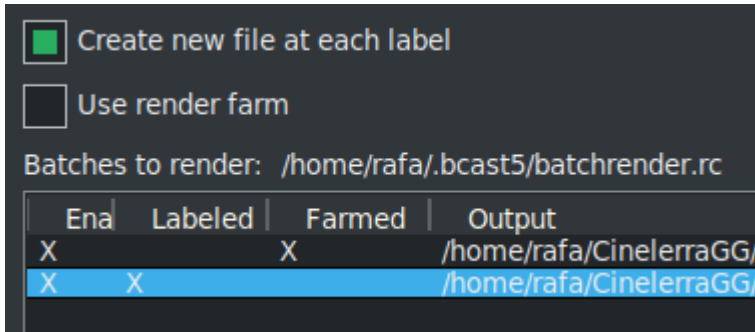 Create new file at each label
Use render farm
Batches to render: /home/rafa/.bcast5/batchrender.rc
Ena Labeled Farmed Output
X X /home/rafa/CinelerraGG/
X X /home/rafa/CinelerraGG/